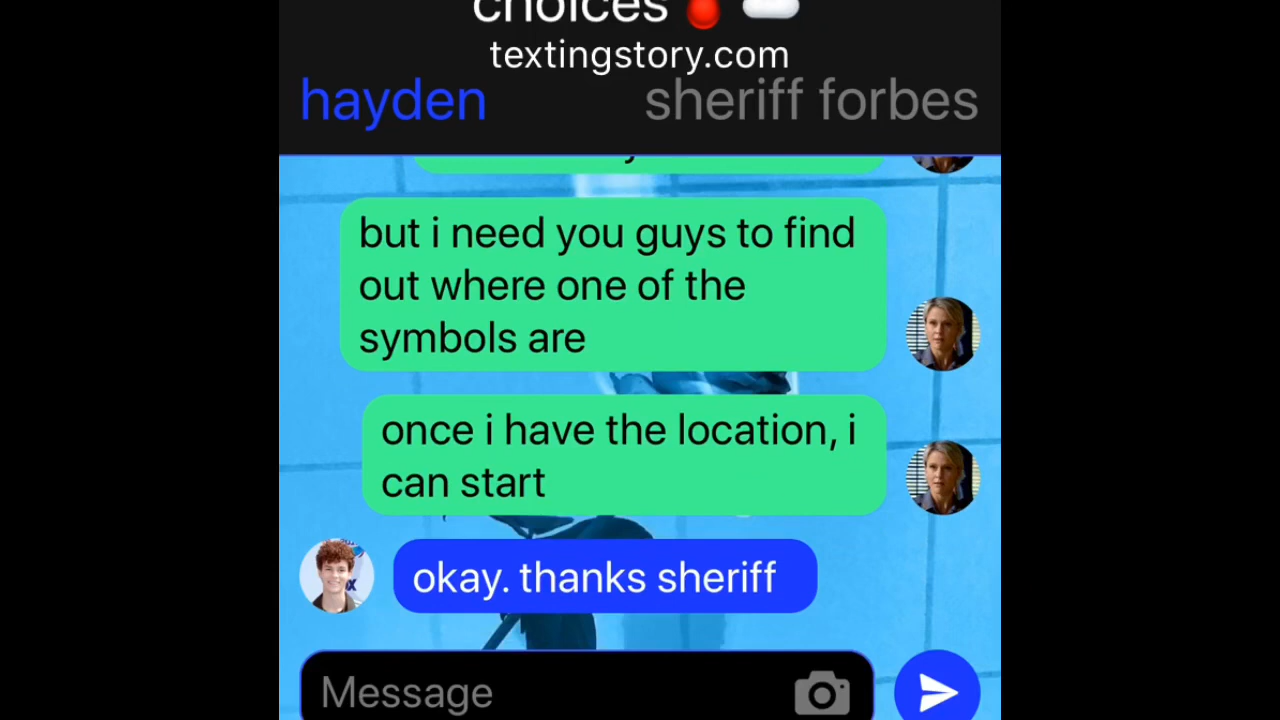 choices
textingstory.com
hayden
sheriff forbes
but i need you guys to find
out where one of the
symbols are
once i have the location, i
can start
okay. thanks sheriff
Message